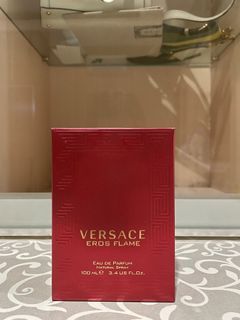 VERSACE
EROS FLAME
EAU DE PARFUM
NATURAL SPRAY
100 ML ℮ 3.4 US FL.OZ.